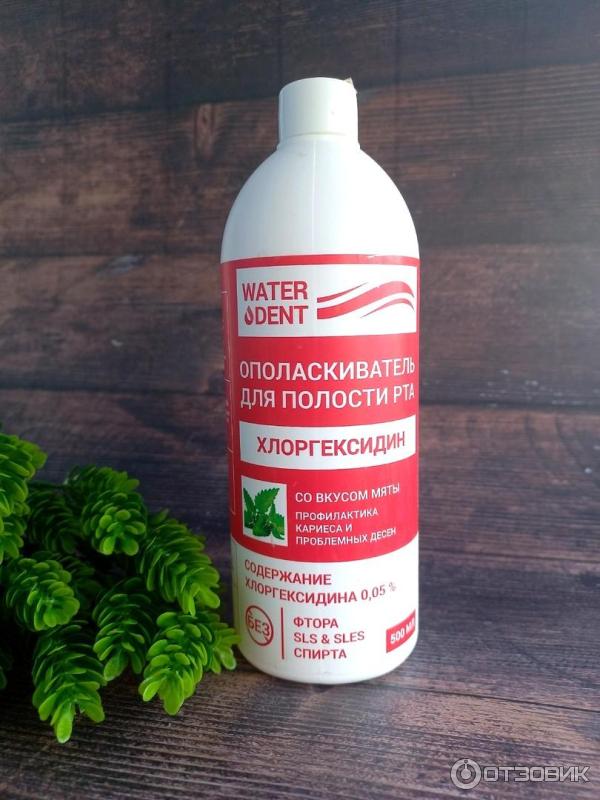 WATER
DENT
ОПОЛАСКИВАТЕЛЬ
ДЛЯ ПОЛОСТИ РТА
ХЛОРГЕКСИДИН
СО ВКУСОМ МЯТЫ
ПРОФИЛАКТИКА
КАРИЕСА И
ПРОБЛЕМНЫХ ДЕСЕН
СОДЕРЖАНИЕ
ХЛОРГЕКСИДИНА 0,05 %
БЕЗ
ФТОРА
SLS & SLES
СПИРТА
500 МЛ
ОТЗОВИК